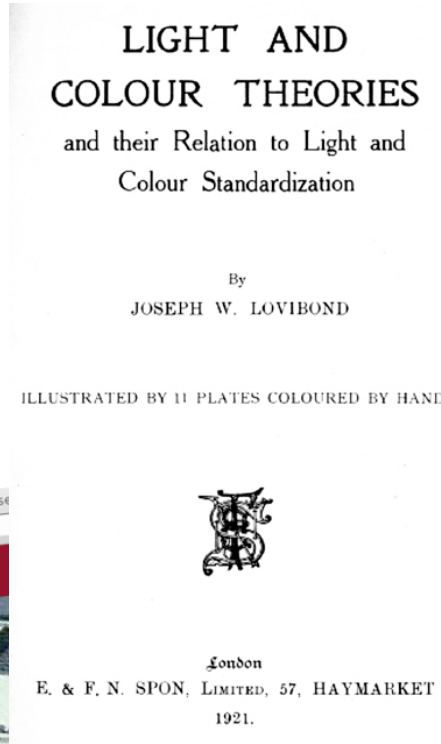 LIGHT AND
COLOUR THEORIES
and their Relation to Light and
Colour Standardization
By
JOSEPH W. LOVIBOND
ILLUSTRATED BY 11 PLATES COLOURED BY HAND
London
E. & F. N. SPON, LIMITED, 57, HAYMARKET
1921.